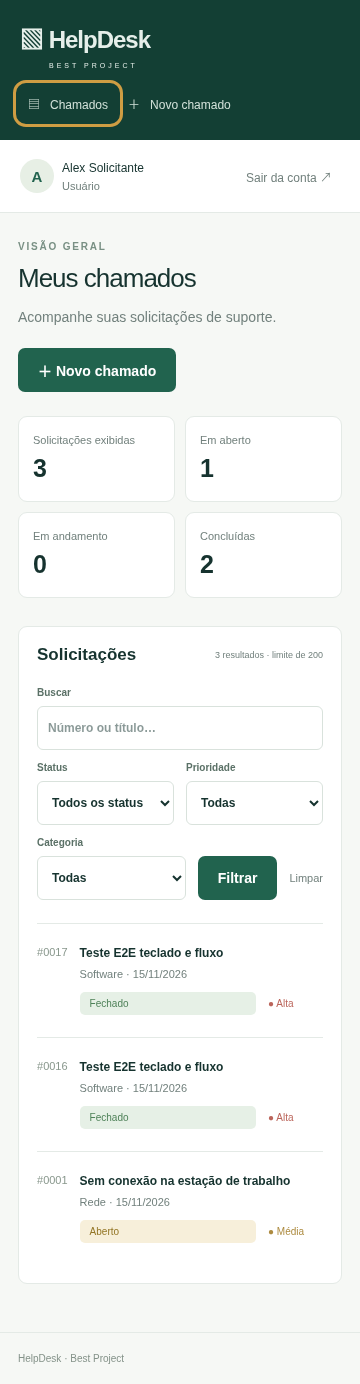 HelpDesk
BEST PROJECT
Chamados
Novo chamado
A
Alex Solicitante
Usuário
Sair da conta ↗
VISÃO GERAL
Meus chamados
Acompanhe suas solicitações de suporte.
+ Novo chamado
Solicitações exibidas
3
Em aberto
1
Em andamento
0
Concluídas
2
Solicitações
3 resultados · limite de 200
Buscar
Número ou título…
Status
Prioridade
Todos os status
Todas
Categoria
Todas
Filtrar
Limpar
#0017
Teste E2E teclado e fluxo
Software · 15/11/2026
Fechado
● Alta
#0016
Teste E2E teclado e fluxo
Software · 15/11/2026
Fechado
● Alta
#0001
Sem conexão na estação de trabalho
Rede · 15/11/2026
Aberto
● Média
HelpDesk · Best Project